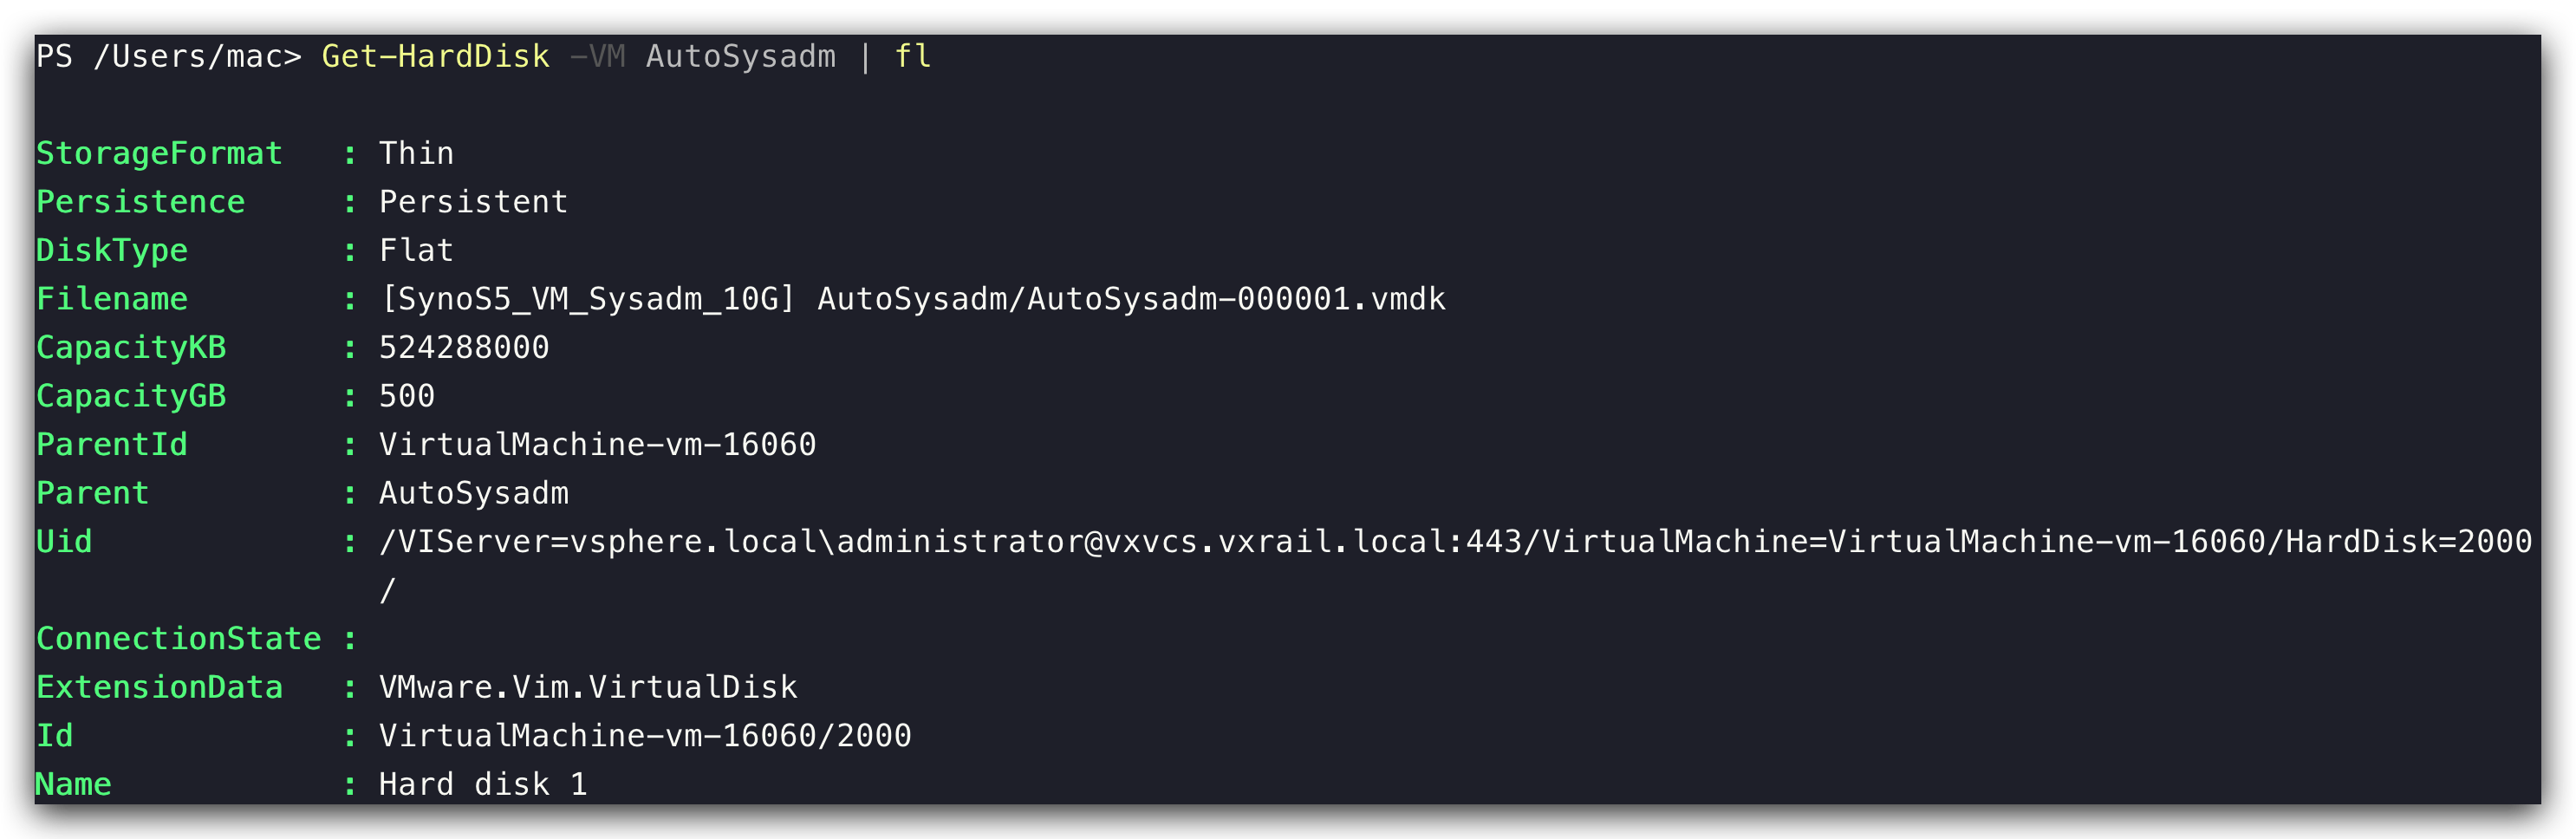 PS /Users/mac> Get-HardDisk -VM AutoSysadm | fl
StorageFormat   : Thin
Persistence     : Persistent
DiskType        : Flat
Filename        : [SynoS5_VM_Sysadm_10G] AutoSysadm/AutoSysadm-000001.vmdk
CapacityKB      : 524288000
CapacityGB      : 500
ParentId        : VirtualMachine-vm-16060
Parent          : AutoSysadm
Uid             : /VIServer=vsphere.local\administrator@vxvcs.vxrail.local:443/VirtualMachine=VirtualMachine-vm-16060/HardDisk=2000
                  /
ConnectionState :
ExtensionData   : VMware.Vim.VirtualDisk
Id              : VirtualMachine-vm-16060/2000
Name            : Hard disk 1